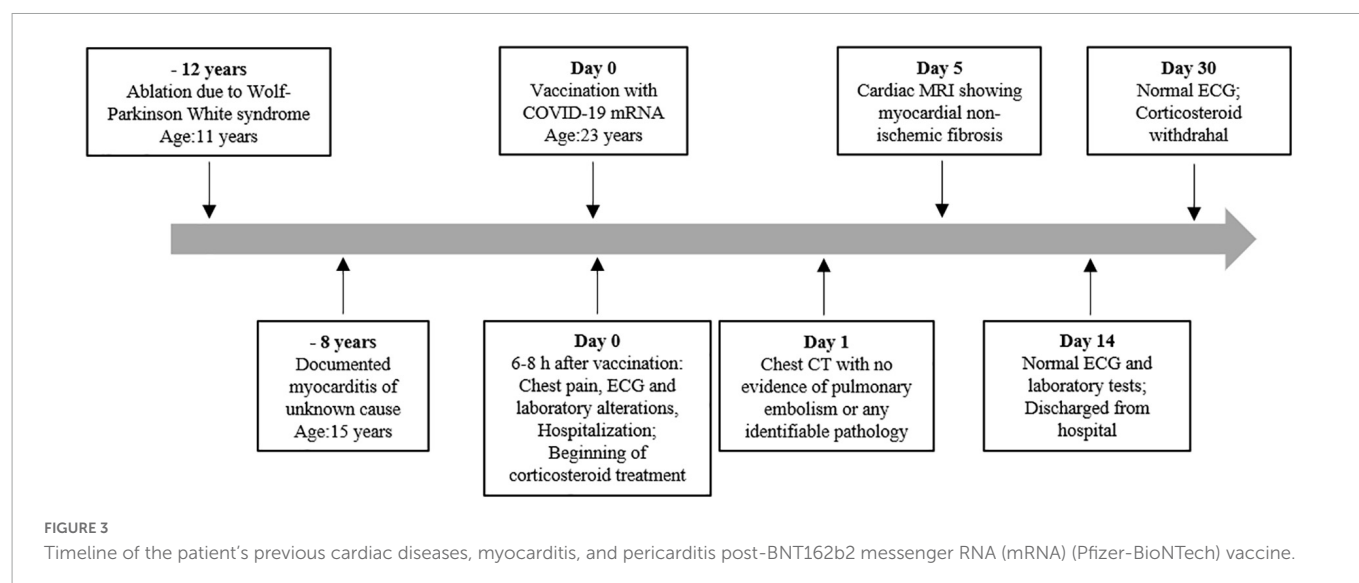 - 12 years
Ablation due to Wolf-
Parkinson White syndrome
Age:11 years
Day 0
Vaccination with
COVID-19 mRNA
Age:23 years
Day 5
Cardiac MRI showing
myocardial non-
ischemic fibrosis
Day 30
Normal ECG;
Corticosteroid
withdrahal
- 8 years
Documented
myocarditis of
unknown cause
Age:15 years
Day 0
6-8 h after vaccination:
Chest pain, ECG and
laboratory alterations,
Hospitalization;
Beginning of
corticosteroid treatment
Day 1
Chest CT with no
evidence of pulmonary
embolism or any
identifiable pathology
Day 14
Normal ECG and
laboratory tests;
Discharged from
hospital
FIGURE 3
Timeline of the patient's previous cardiac diseases, myocarditis, and pericarditis post-BNT162b2 messenger RNA (mRNA) (Pfizer-BioNTech) vaccine.